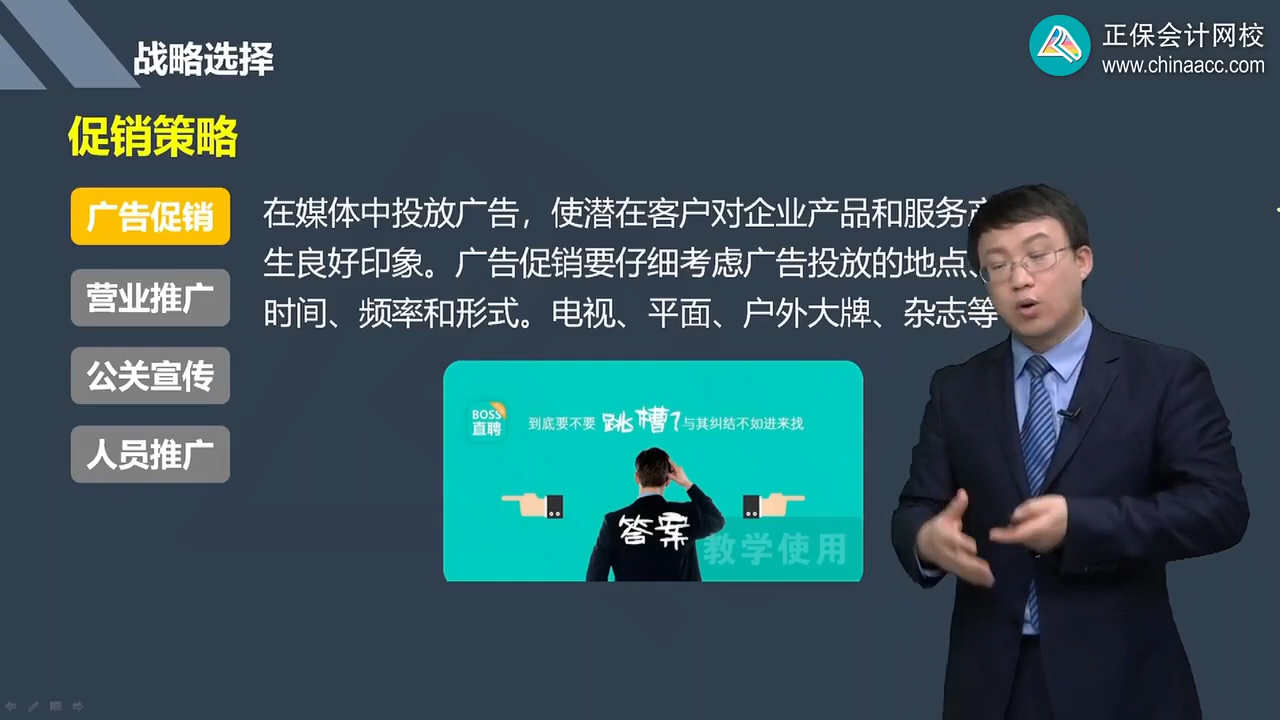 战略选择
正保会计网校
www.chinaacc.com
促销策略
广告促销
营业推广
公关宣传
人员推广
在媒体中投放广告，使潜在客户对企业产品和服务产
生良好印象。广告促销要仔细考虑广告投放的地点、
时间、频率和形式。电视、平面、户外大牌、杂志等
BOSS
直聘
到底要不要 跳槽？与其纠结不如进来找
答案
教学使用